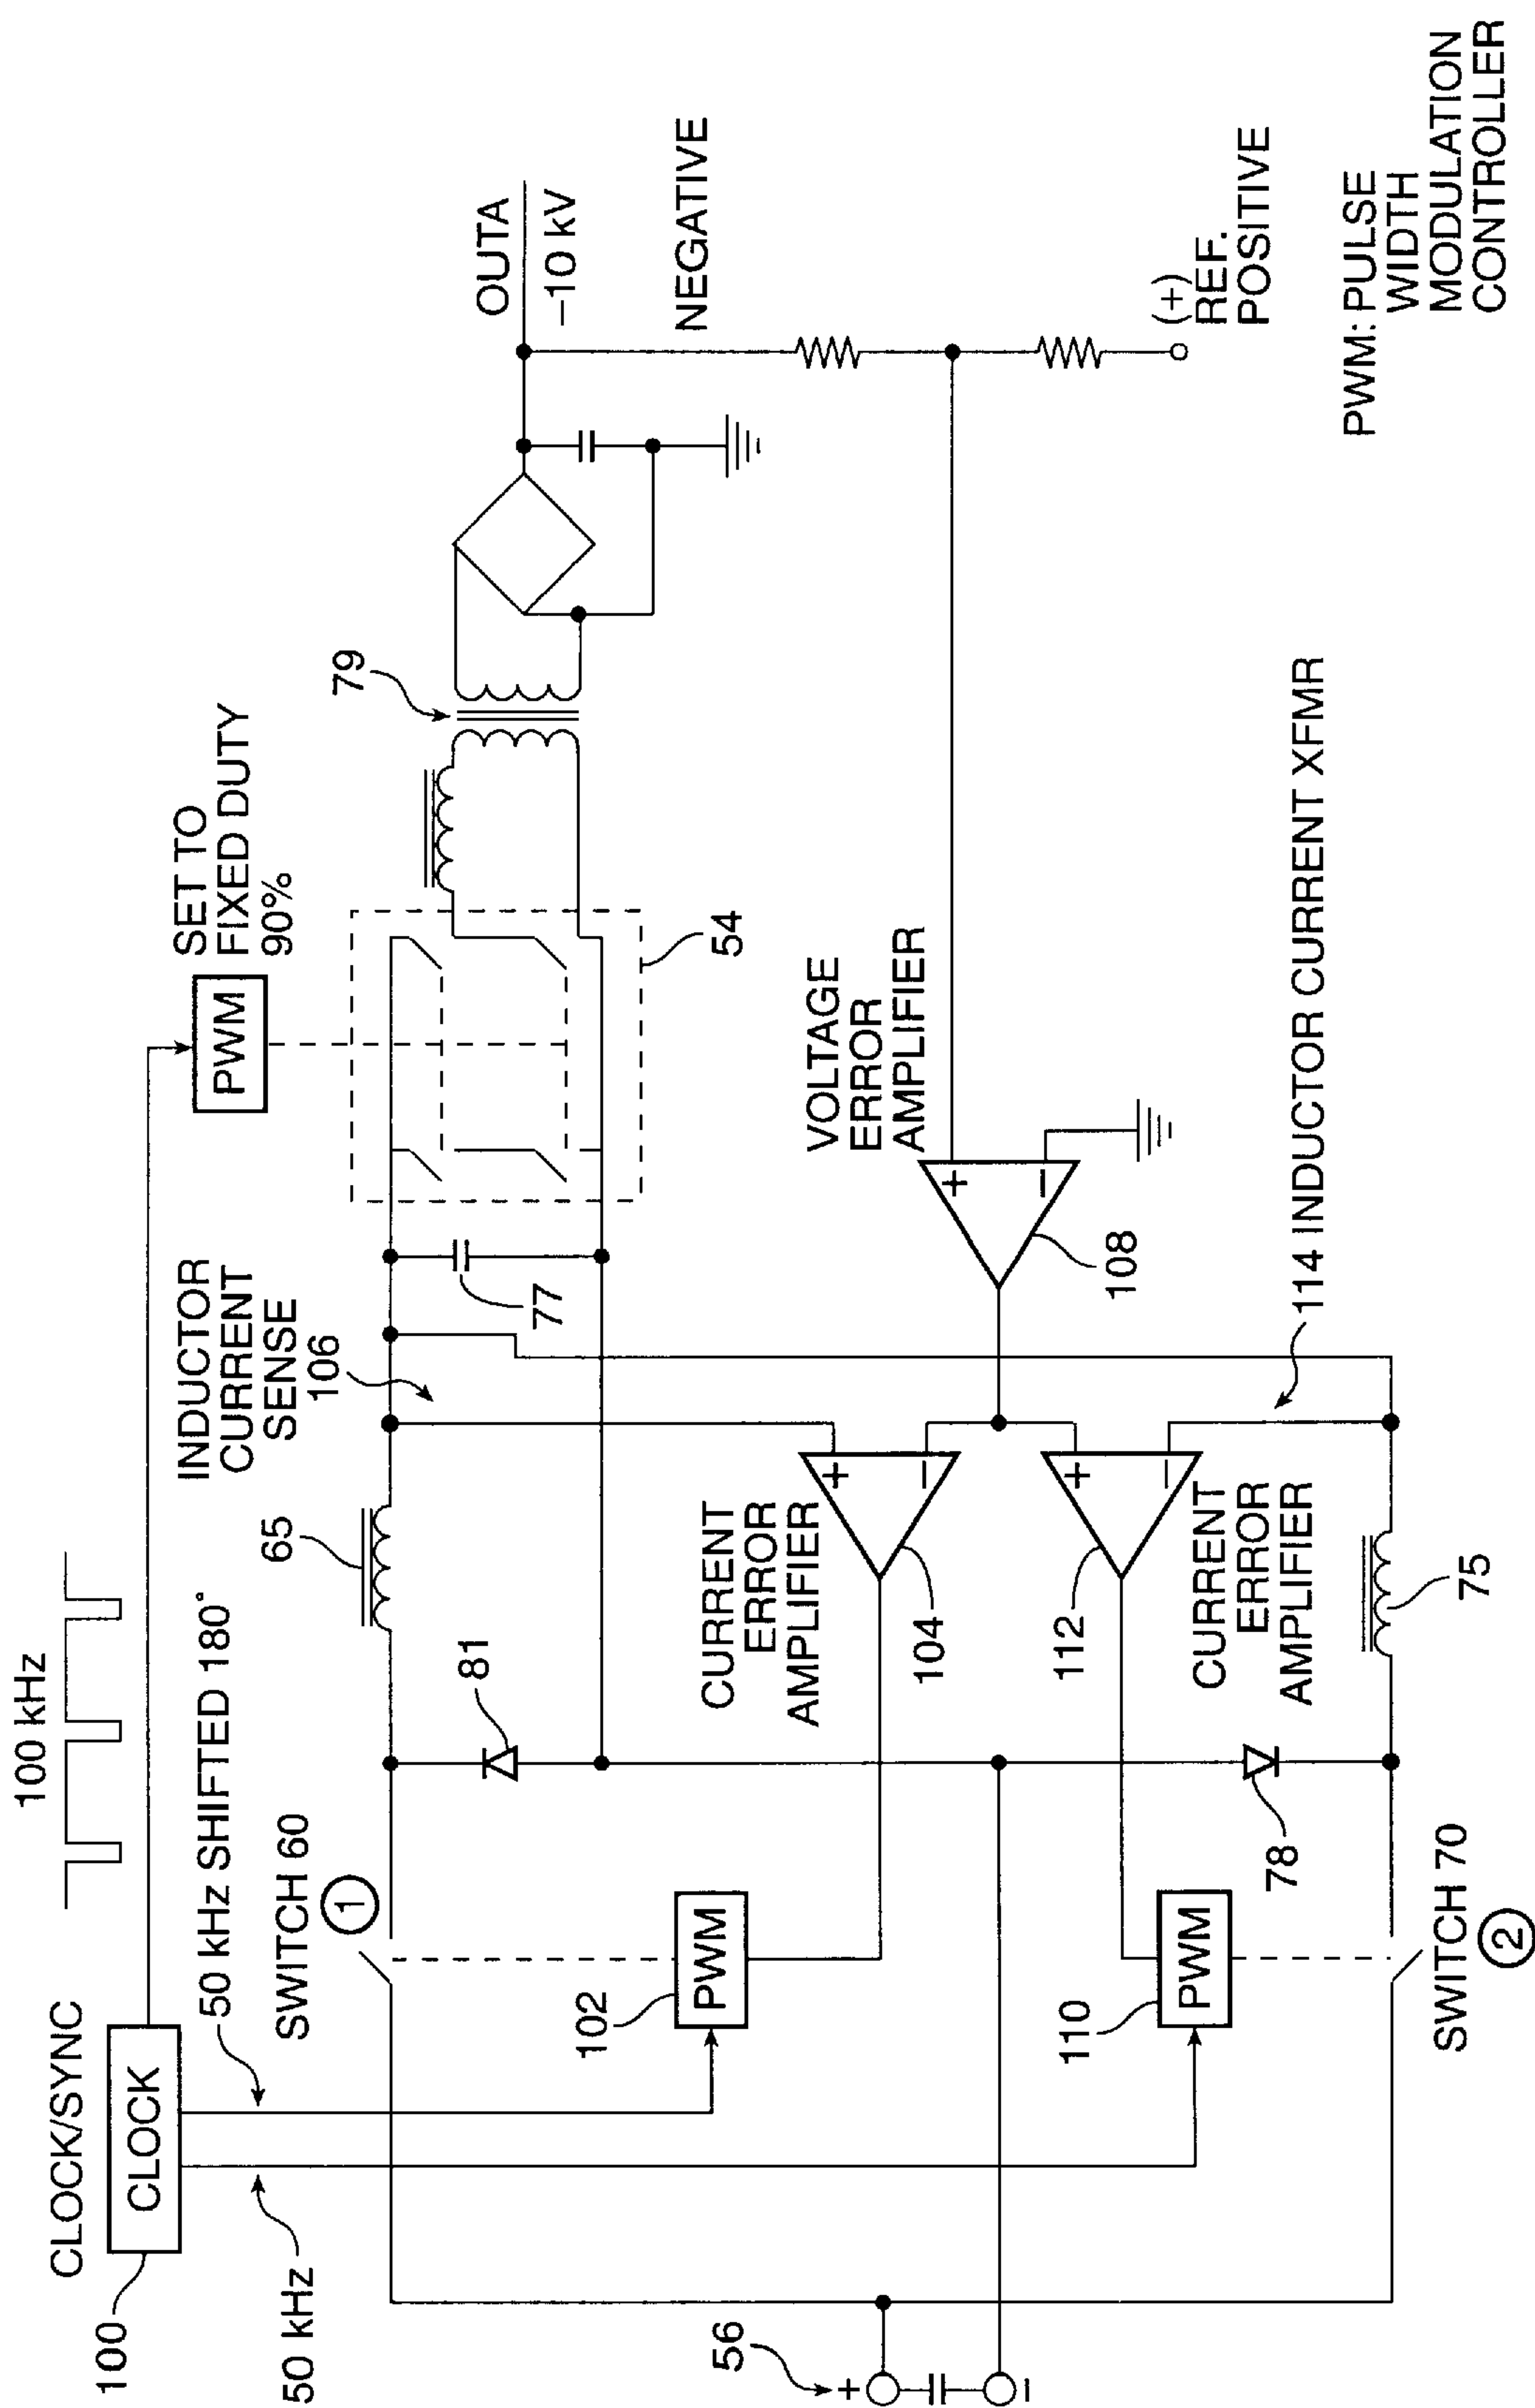 100 kHz
CLOCK/SYNC
CLOCK
100
50 kHz SHIFTED 180°
50 kHz
SET TO
FIXED DUTY
90%
PWM
SWITCH 60
1
65
INDUCTOR
CURRENT
SENSE
106
79
OUTA
–10 kV
NEGATIVE
81
77
54
56
+
–
102
PWM
CURRENT
ERROR
AMPLIFIER
104
+
–
VOLTAGE
ERROR
AMPLIFIER
+
–
108
110
PWM
112
+
–
CURRENT
ERROR
AMPLIFIER
114 INDUCTOR CURRENT XFMR
(+)
REF.
POSITIVE
78
75
SWITCH 70
2
PWM: PULSE
WIDTH
MODULATION
CONTROLLER